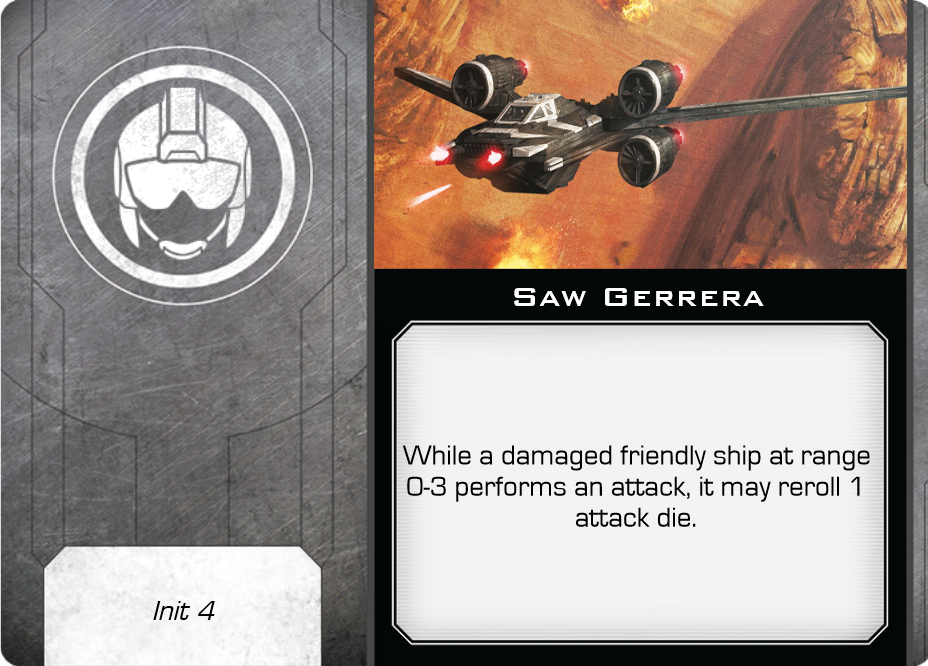 Saw Gerrera
While a damaged friendly ship at range
0-3 performs an attack, it may reroll 1
attack die.
Init 4